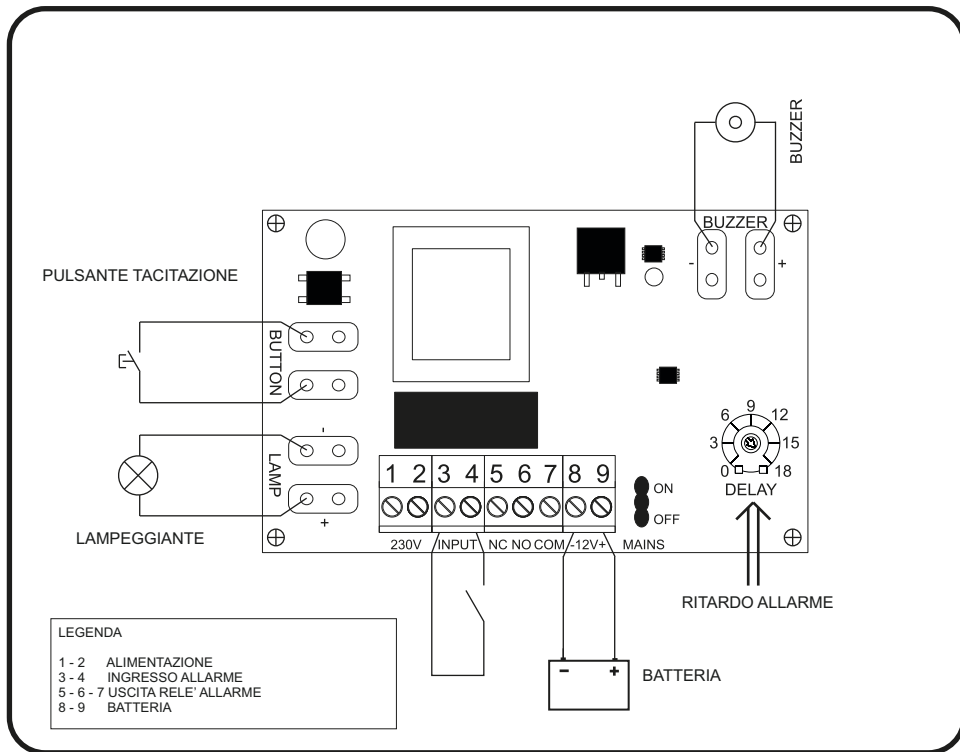 BUZZER
BUZZER
- +
PULSANTE TACITAZIONE
BUTTON
-
LAMP
+
LAMPEGGIANTE
1 2 3 4 5 6 7 8 9
230V INPUT NC NO COM -12V+ MAINS
ON
OFF
0 3 6 9 12 15 18
DELAY
RITARDO ALLARME
- +
BATTERIA
LEGENDA
1 - 2 ALIMENTAZIONE
3 - 4 INGRESSO ALLARME
5 - 6 - 7 USCITA RELE' ALLARME
8 - 9 BATTERIA